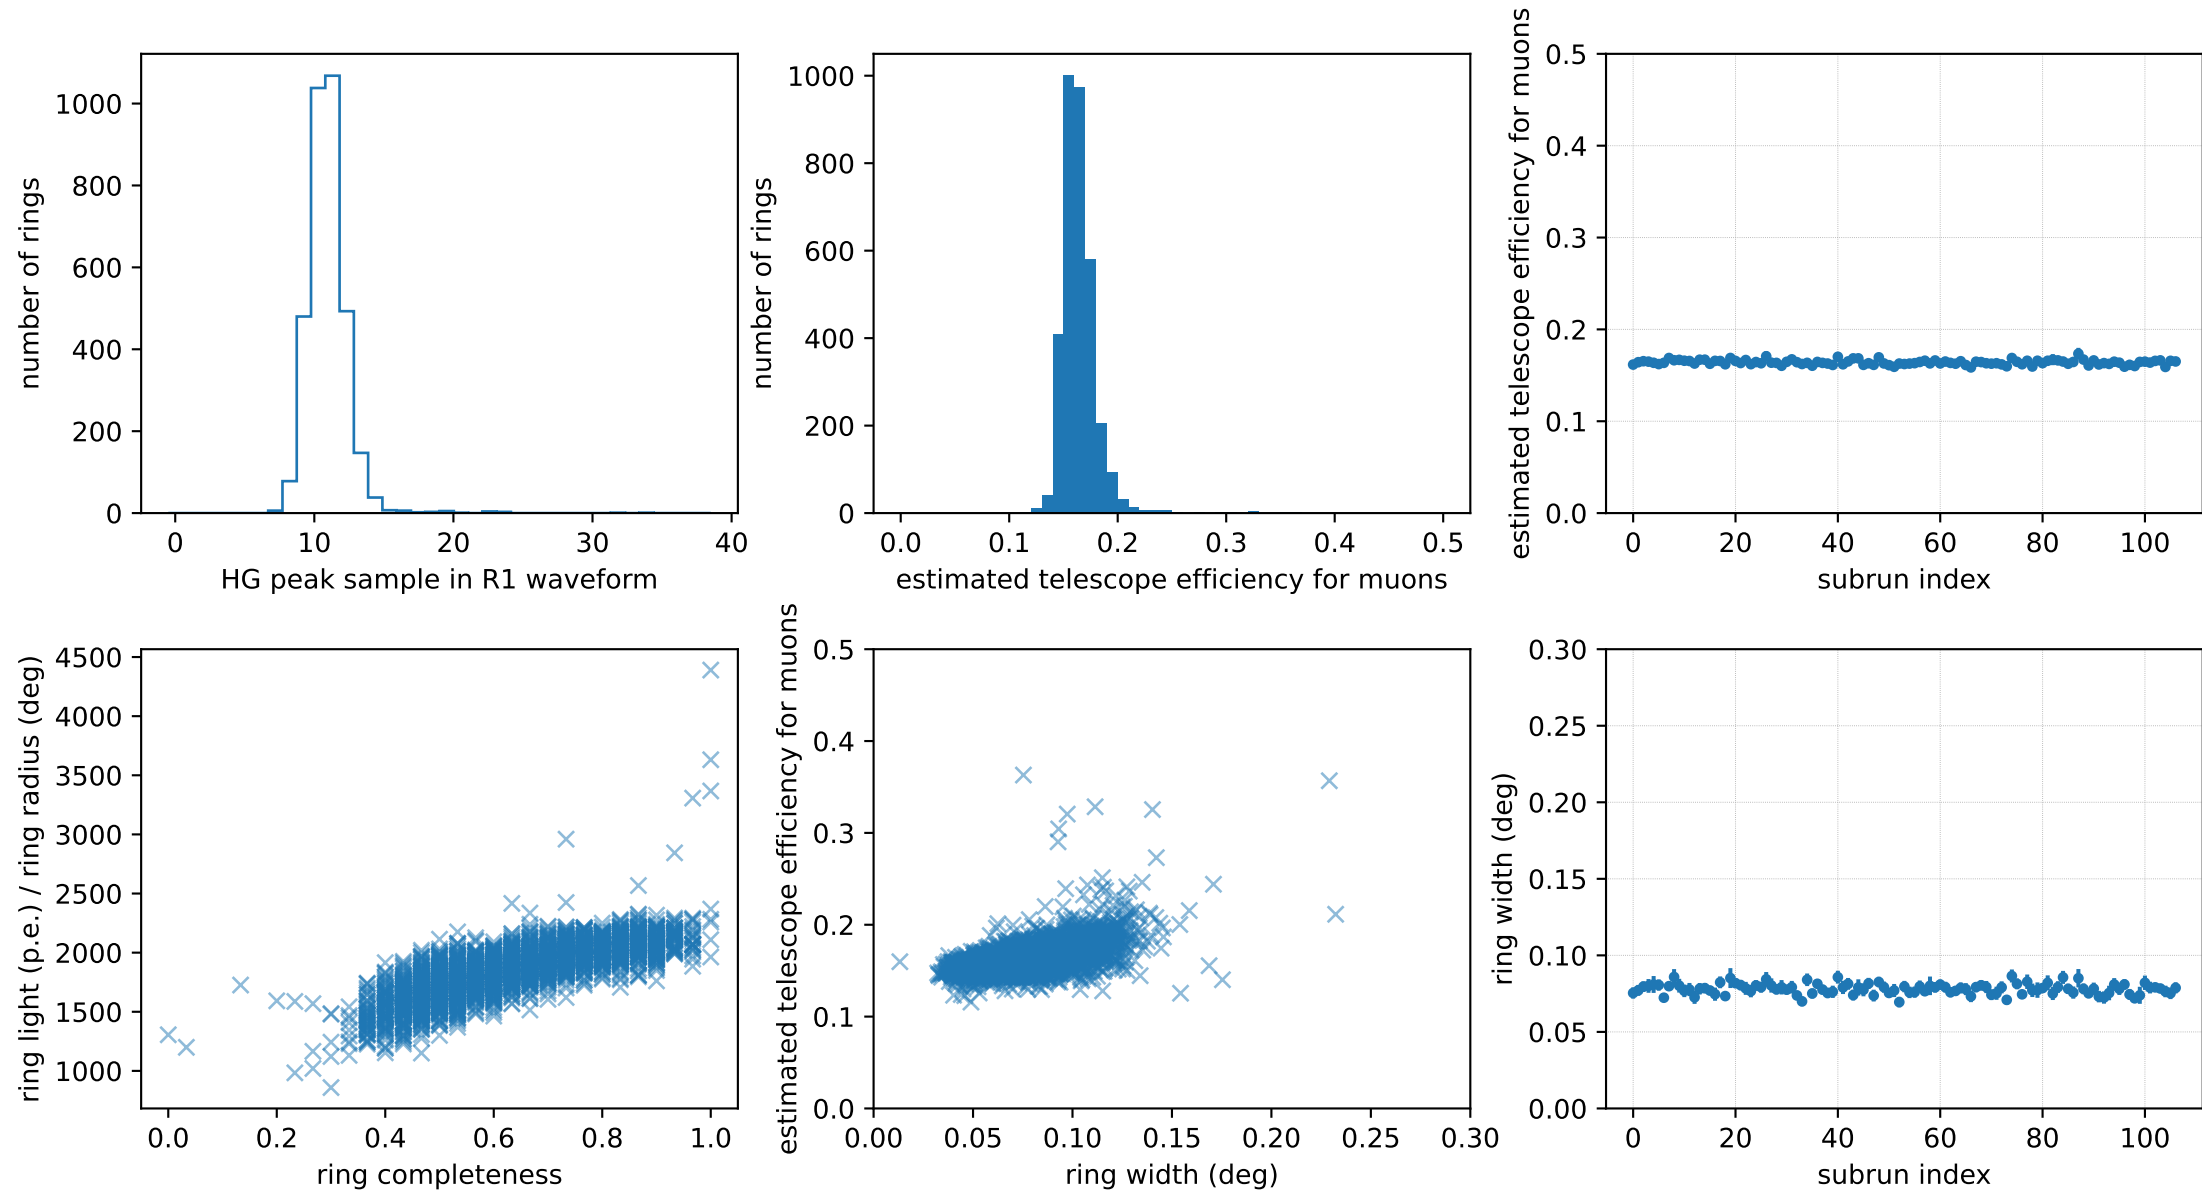 number of rings
1000
800
600
400
200
0
0 10 20 30 40
HG peak sample in R1 waveform
number of rings
1000
800
600
400
200
0
0.0 0.1 0.2 0.3 0.4 0.5
estimated telescope efficiency for muons
estimated telescope efficiency for muons
0.5
0.4
0.3
0.2
0.1
0.0
0 20 40 60 80 100
subrun index
ring light (p.e.) / ring radius (deg)
4500
4000
3500
3000
2500
2000
1500
1000
0.0 0.2 0.4 0.6 0.8 1.0
ring completeness
estimated telescope efficiency for muons
0.5
0.4
0.3
0.2
0.1
0.0
0.00 0.05 0.10 0.15 0.20 0.25 0.30
ring width (deg)
ring width (deg)
0.30
0.25
0.20
0.15
0.10
0.05
0.00
0 20 40 60 80 100
subrun index